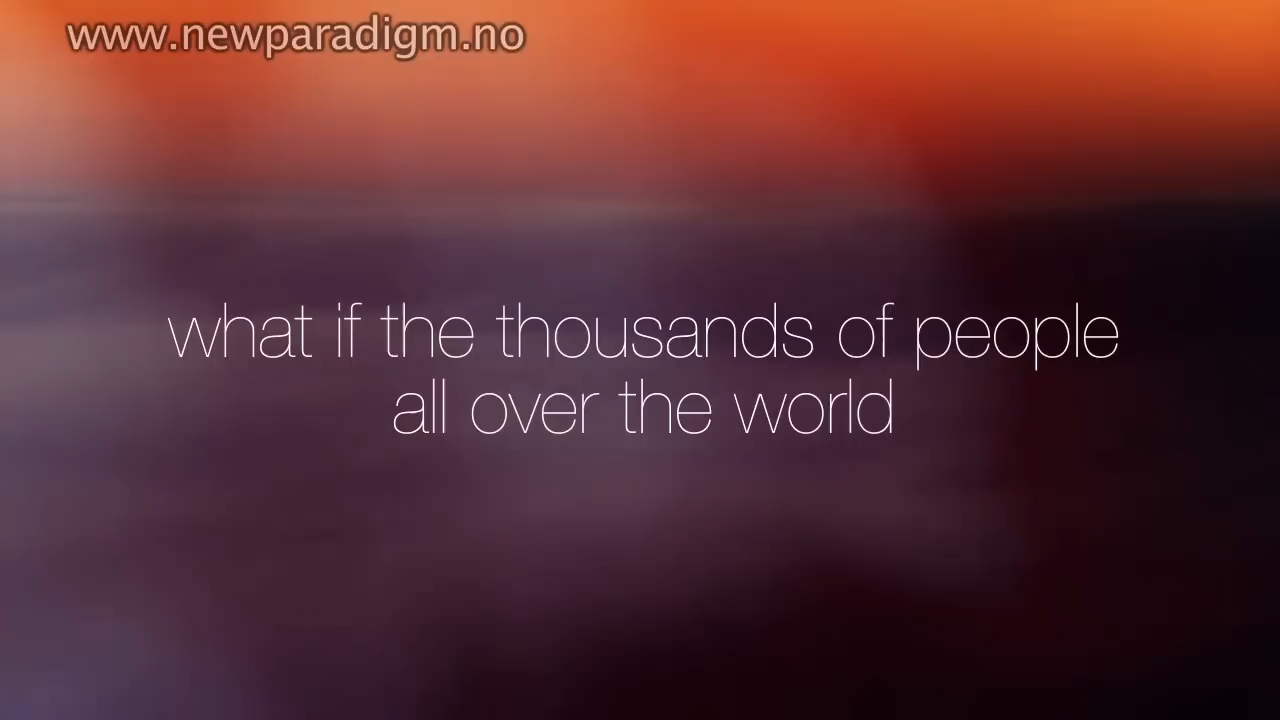 www.newparadigm.no
what if the thousands of people
all over the world